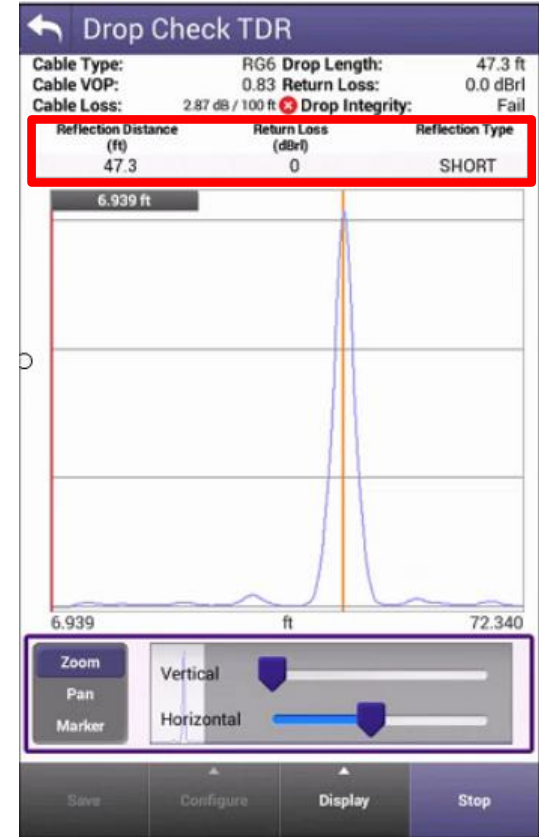 Drop Check TDR
Cable Type: RG6 Drop Length: 47.3 ft
Cable VOP: 0.83 Return Loss: 0.0 dBrl
Cable Loss: 2.87 dB / 100 ft Drop Integrity: Fail
Reflection Distance (ft) Return Loss (dBrl) Reflection Type
47.3 0 SHORT
6.939 ft
6.939 ft 72.340
Zoom
Vertical
Pan
Marker
Horizontal
Save Configure Display Stop